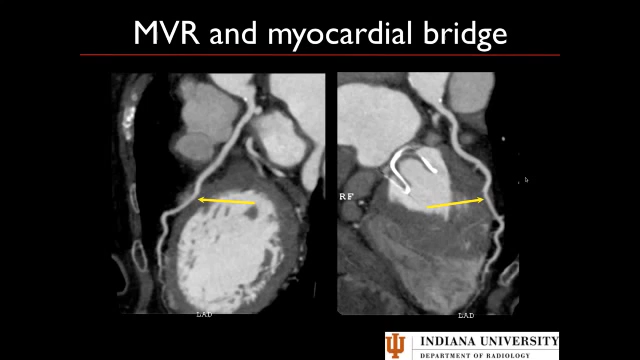 MVR and myocardial bridge
RF
LAD
LAD
INDIANA UNIVERSITY
DEPARTMENT OF RADIOLOGY